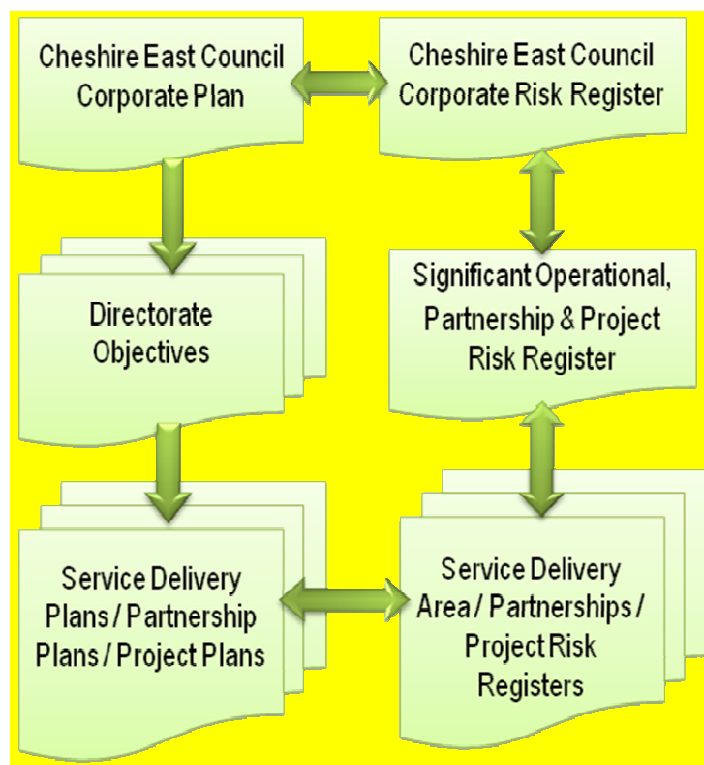 Cheshire East Council
Corporate Plan
Cheshire East Council
Corporate Risk Register
Directorate
Objectives
Significant Operational,
Partnership & Project
Risk Register
Service Delivery
Plans / Partnership
Plans / Project Plans
Service Delivery
Area / Partnerships /
Project Risk
Registers